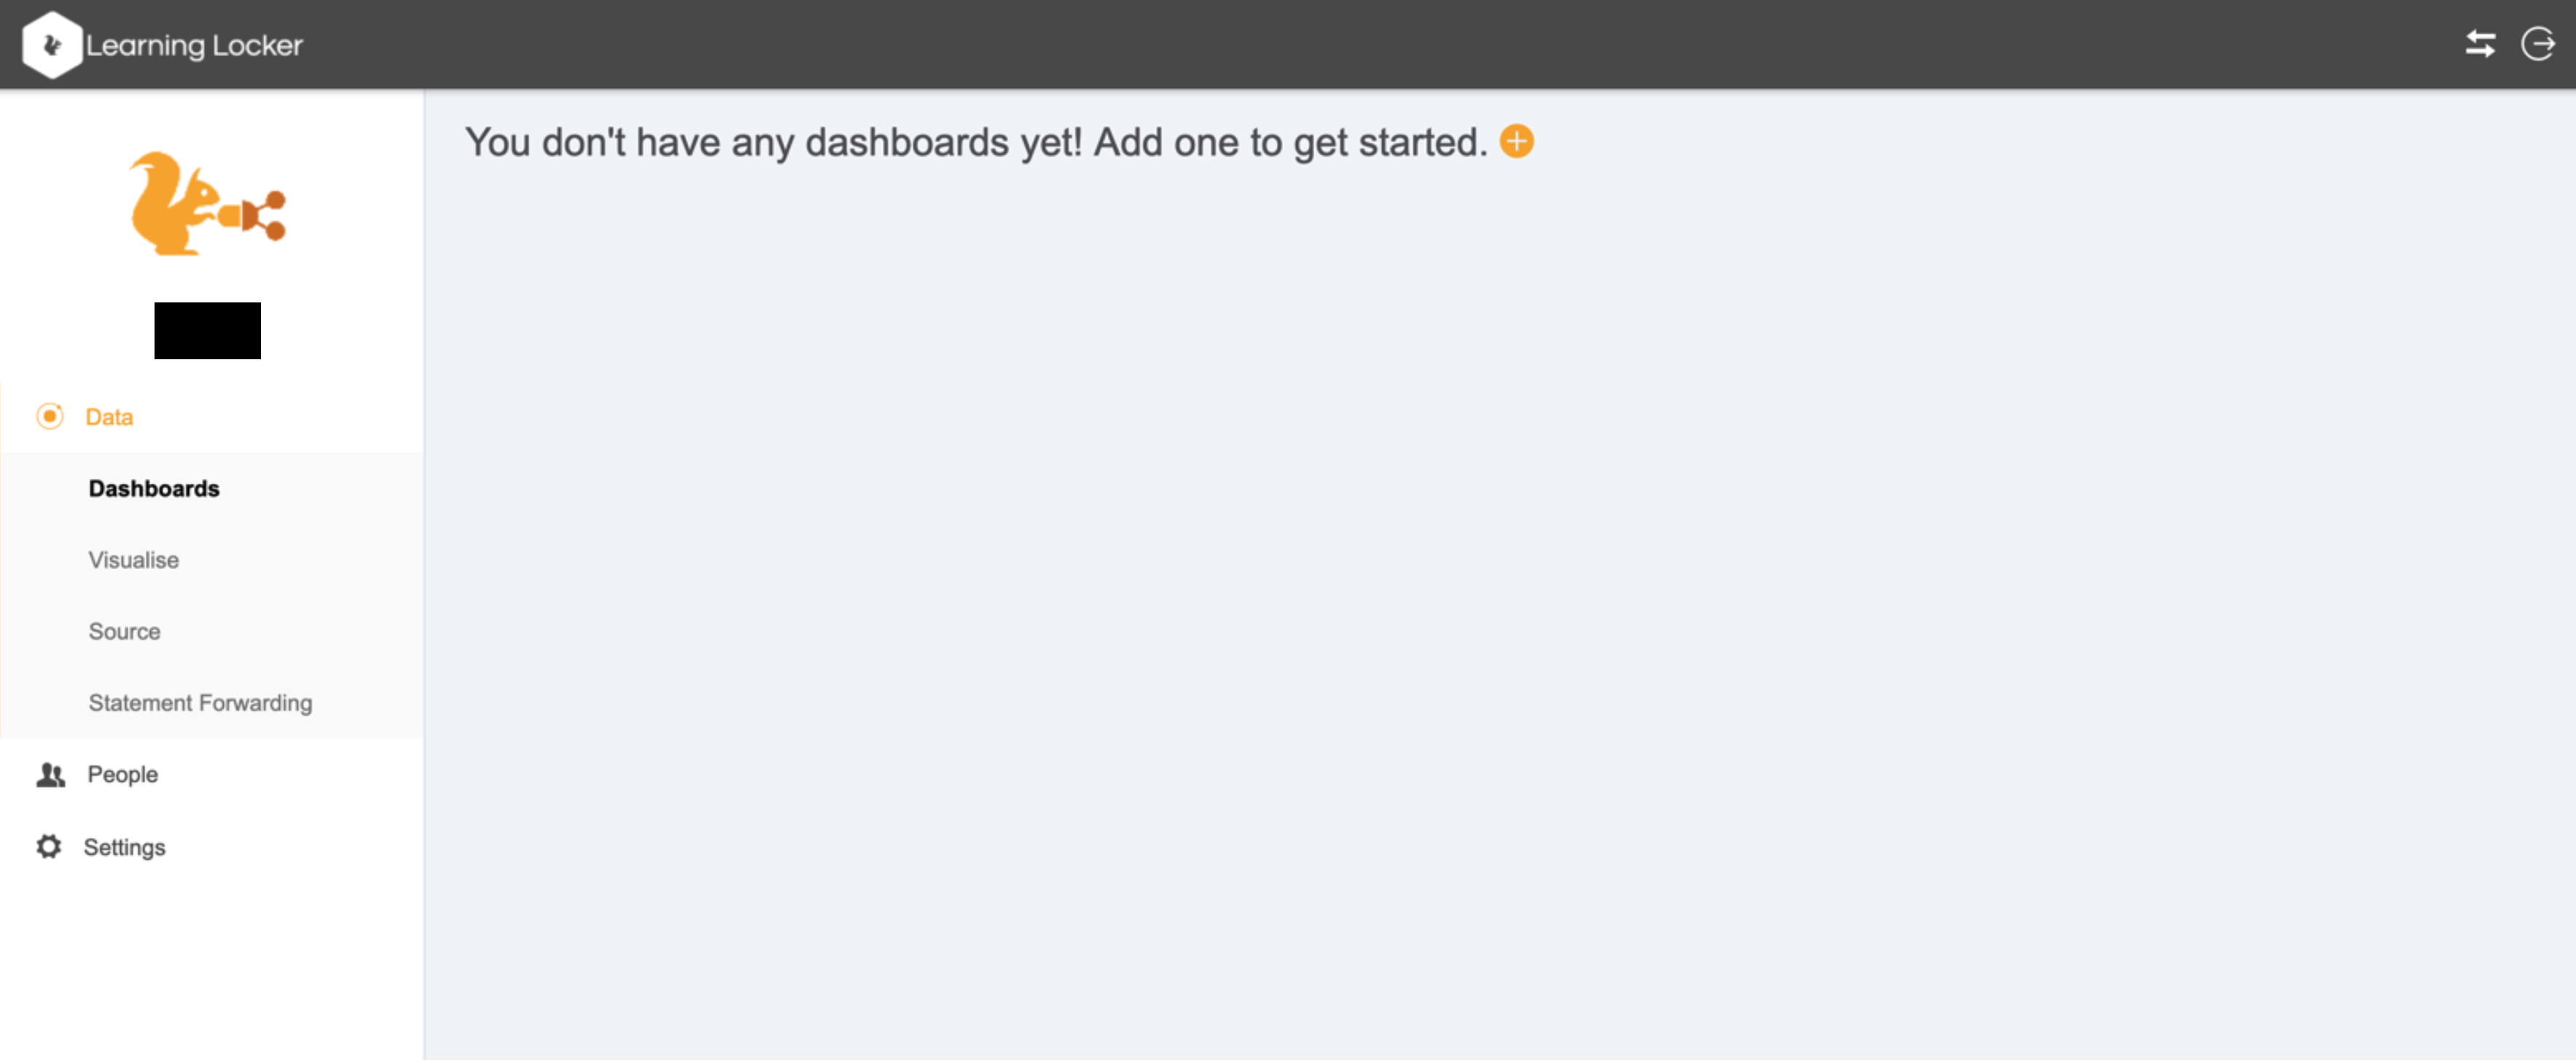 Learning Locker
You don't have any dashboards yet! Add one to get started.
Data
Dashboards
Visualise
Source
Statement Forwarding
People
Settings